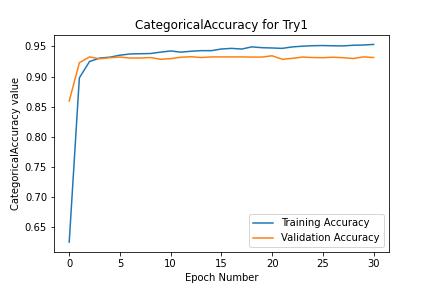 CategoricalAccuracy for Try1
CategoricalAccuracy value
0.95
0.90
0.85
0.80
0.75
0.70
0.65
Training Accuracy
Validation Accuracy
0 5 10 15 20 25 30
Epoch Number